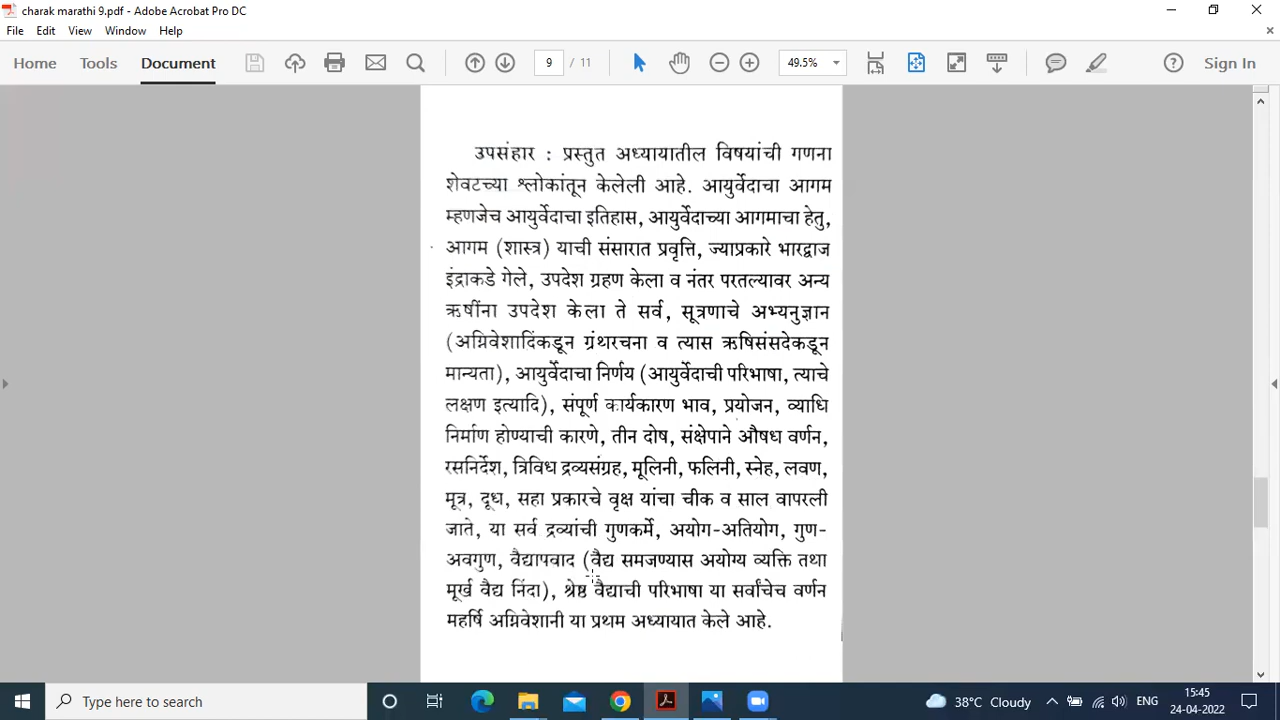 charak marathi 9.pdf - Adobe Acrobat Pro DC
File Edit View Window Help
Home Tools Document 9 / 11 49.5% Sign In
उपसंहार : प्रस्तुत अध्यायातील विषयांची गणना
शेवटच्या श्लोकांतून केलेली आहे. आयुर्वेदाचा आगम
म्हणजेच आयुर्वेदाचा इतिहास, आयुर्वेदाच्या आगमाचा हेतु,
आगम (शास्त्र) याची संसारात प्रवृत्ति, ज्याप्रकारे भारद्वाज
इंद्राकडे गेले, उपदेश ग्रहण केला व नंतर परतल्यावर अन्य
ऋषींना उपदेश केला ते सर्व, सूत्रणाचे अभ्यनुज्ञान
(अग्निवेशादिंकडून ग्रंथरचना व त्यास ऋषिसंसदेकडून
मान्यता), आयुर्वेदाचा निर्णय (आयुर्वेदाची परिभाषा, त्याचे
लक्षण इत्यादि), संपूर्ण कार्यकारण भाव, प्रयोजन, व्याधि
निर्माण होण्याची कारणे, तीन दोष, संक्षेपाने औषध वर्णन,
रसनिर्देश, त्रिविध द्रव्यसंग्रह, मूलिनी, फलिनी, स्नेह, लवण,
मूत्र, दूध, सहा प्रकारचे वृक्ष यांचा चीक व साल वापरली
जाते, या सर्व द्रव्यांची गुणकर्मे, अयोग-अतियोग, गुण-
अवगुण, वैद्यापवाद (वैद्य समजण्यास अयोग्य व्यक्ति तथा
मूर्ख वैद्य निंदा), श्रेष्ठ वैद्याची परिभाषा या सर्वांचेच वर्णन
महर्षि अग्निवेशानी या प्रथम अध्यायात केले आहे.
Type here to search 38°C Cloudy ENG 15:45
24-04-2022